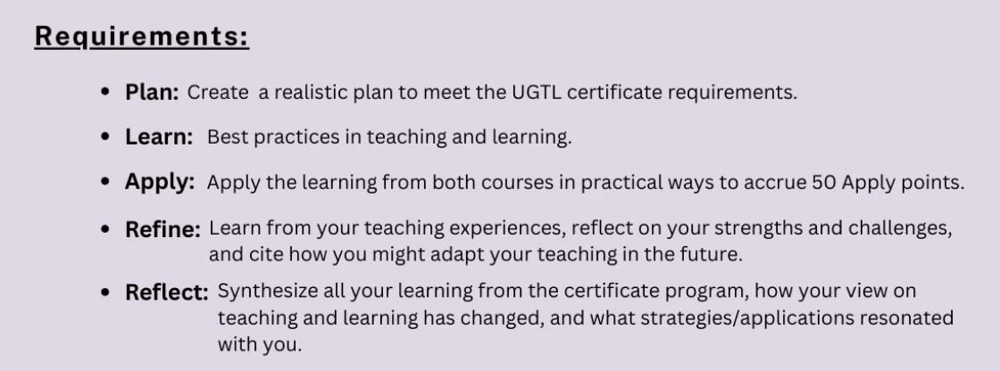 Requirements:
• Plan: Create a realistic plan to meet the UGTL certificate requirements.
• Learn: Best practices in teaching and learning.
• Apply: Apply the learning from both courses in practical ways to accrue 50 Apply points.
• Refine: Learn from your teaching experiences, reflect on your strengths and challenges,
and cite how you might adapt your teaching in the future.
• Reflect: Synthesize all your learning from the certificate program, how your view on
teaching and learning has changed, and what strategies/applications resonated
with you.